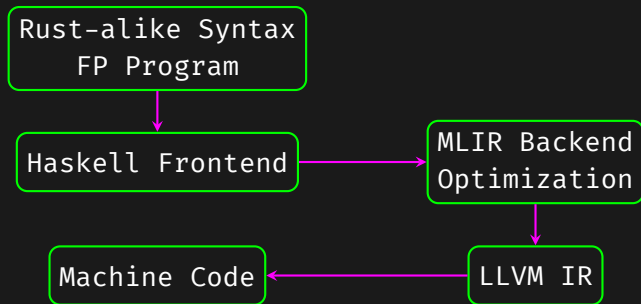 Rust-alike Syntax
FP Program
Haskell Frontend
MLIR Backend
Optimization
LLVM IR
Machine Code